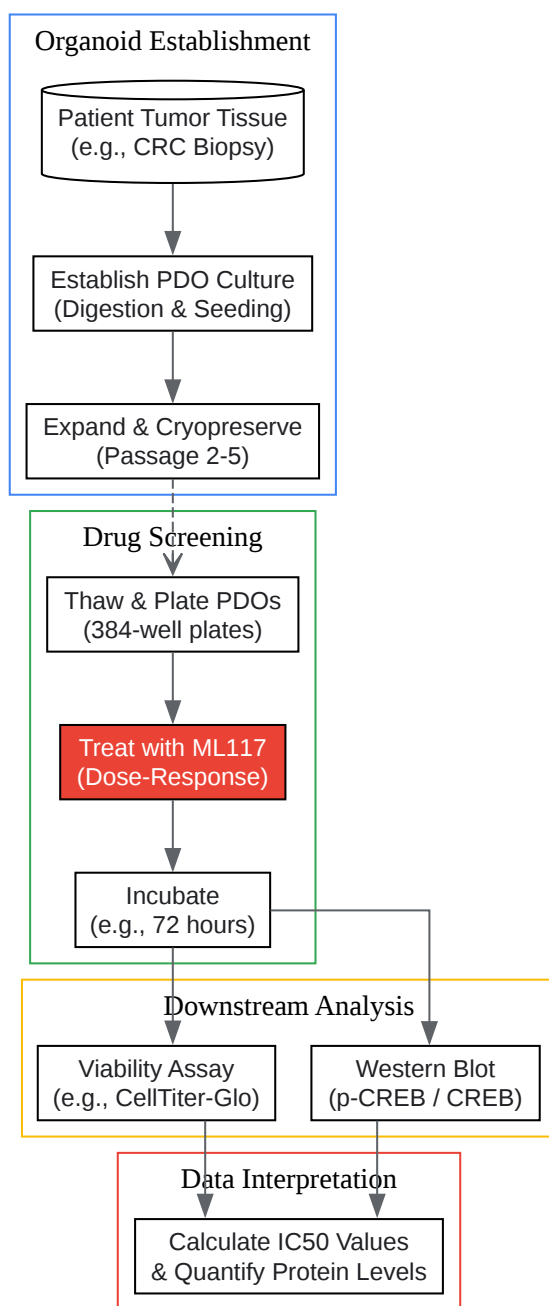 Organoid Establishment
Patient Tumor Tissue
(e.g., CRC Biopsy)
Establish PDO Culture
(Digestion & Seeding)
Expand & Cryopreserve
(Passage 2-5)
Drug Screening
Thaw & Plate PDOs
(384-well plates)
Treat with ML117
(Dose-Response)
Incubate
(e.g., 72 hours)
Downstream Analysis
Viability Assay
(e.g., CellTiter-Glo)
Western Blot
(p-CREB / CREB)
Data Interpretation
Calculate IC50 Values
& Quantify Protein Levels